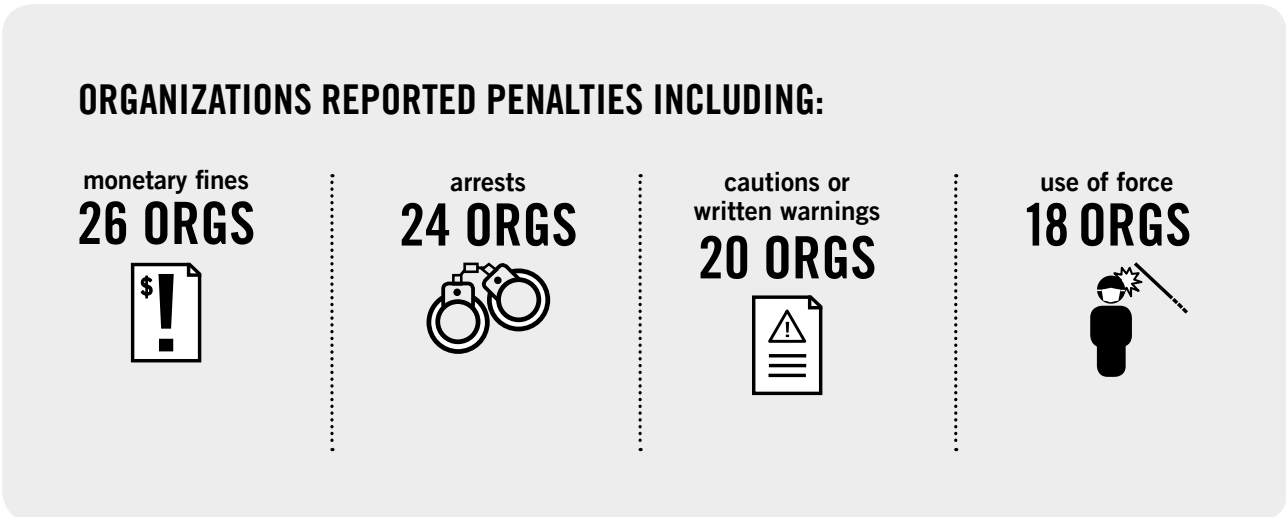 ORGANIZATIONS REPORTED PENALTIES INCLUDING:
monetary fines
26 ORGS
$
!
arrests
24 ORGS
cautions or
written warnings
20 ORGS
!
use of force
18 ORGS